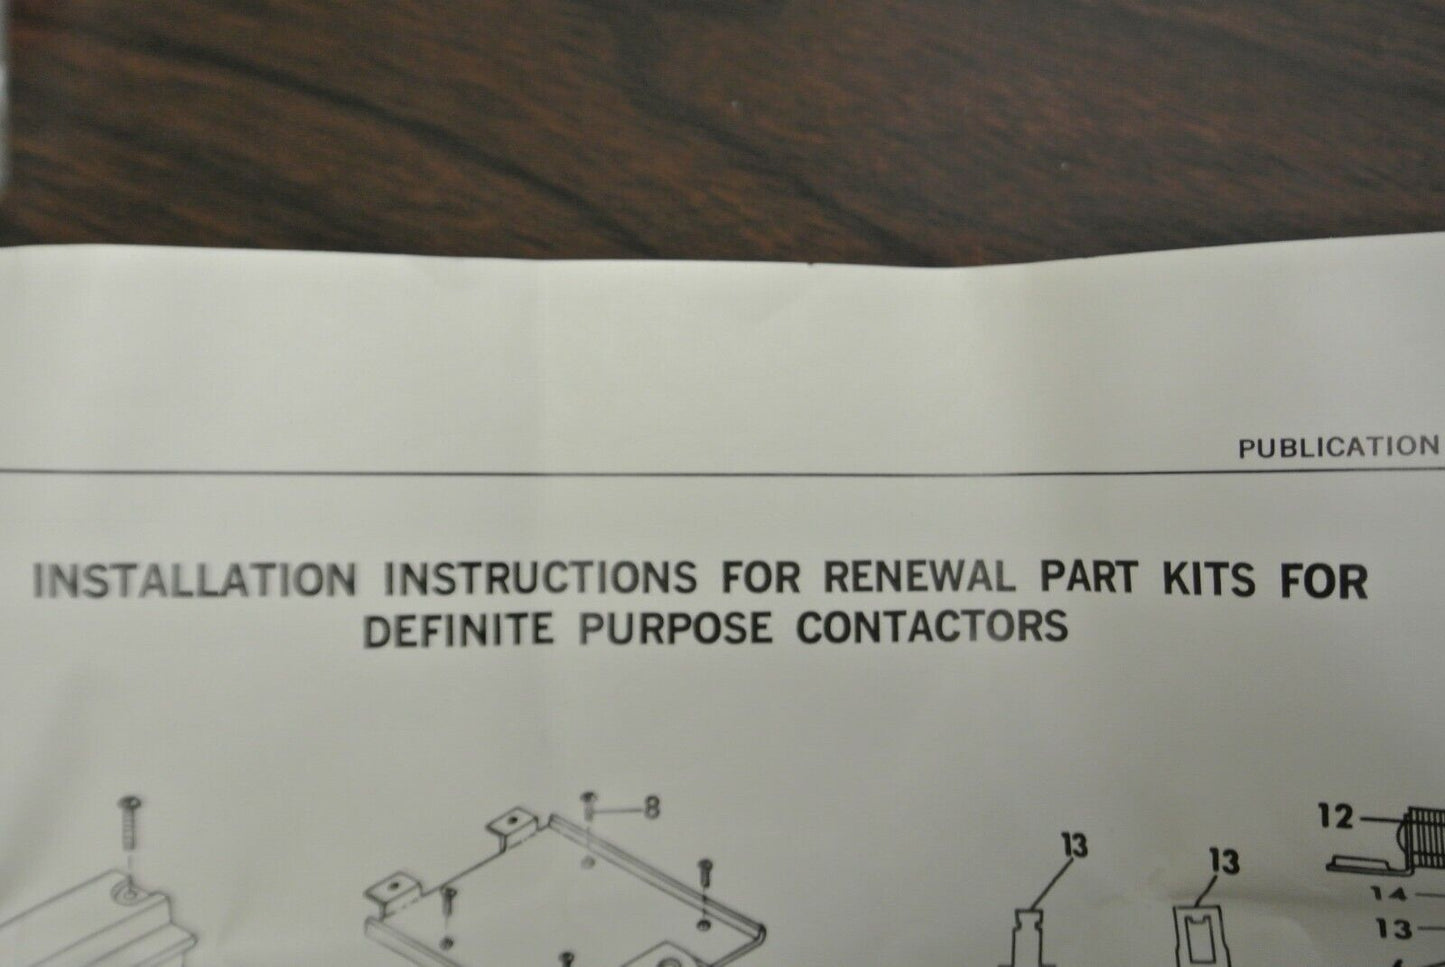 PUBLICATION
INSTALLATION INSTRUCTIONS FOR RENEWAL PART KITS FOR
DEFINITE PURPOSE CONTACTORS
8
13
13
12
14
13